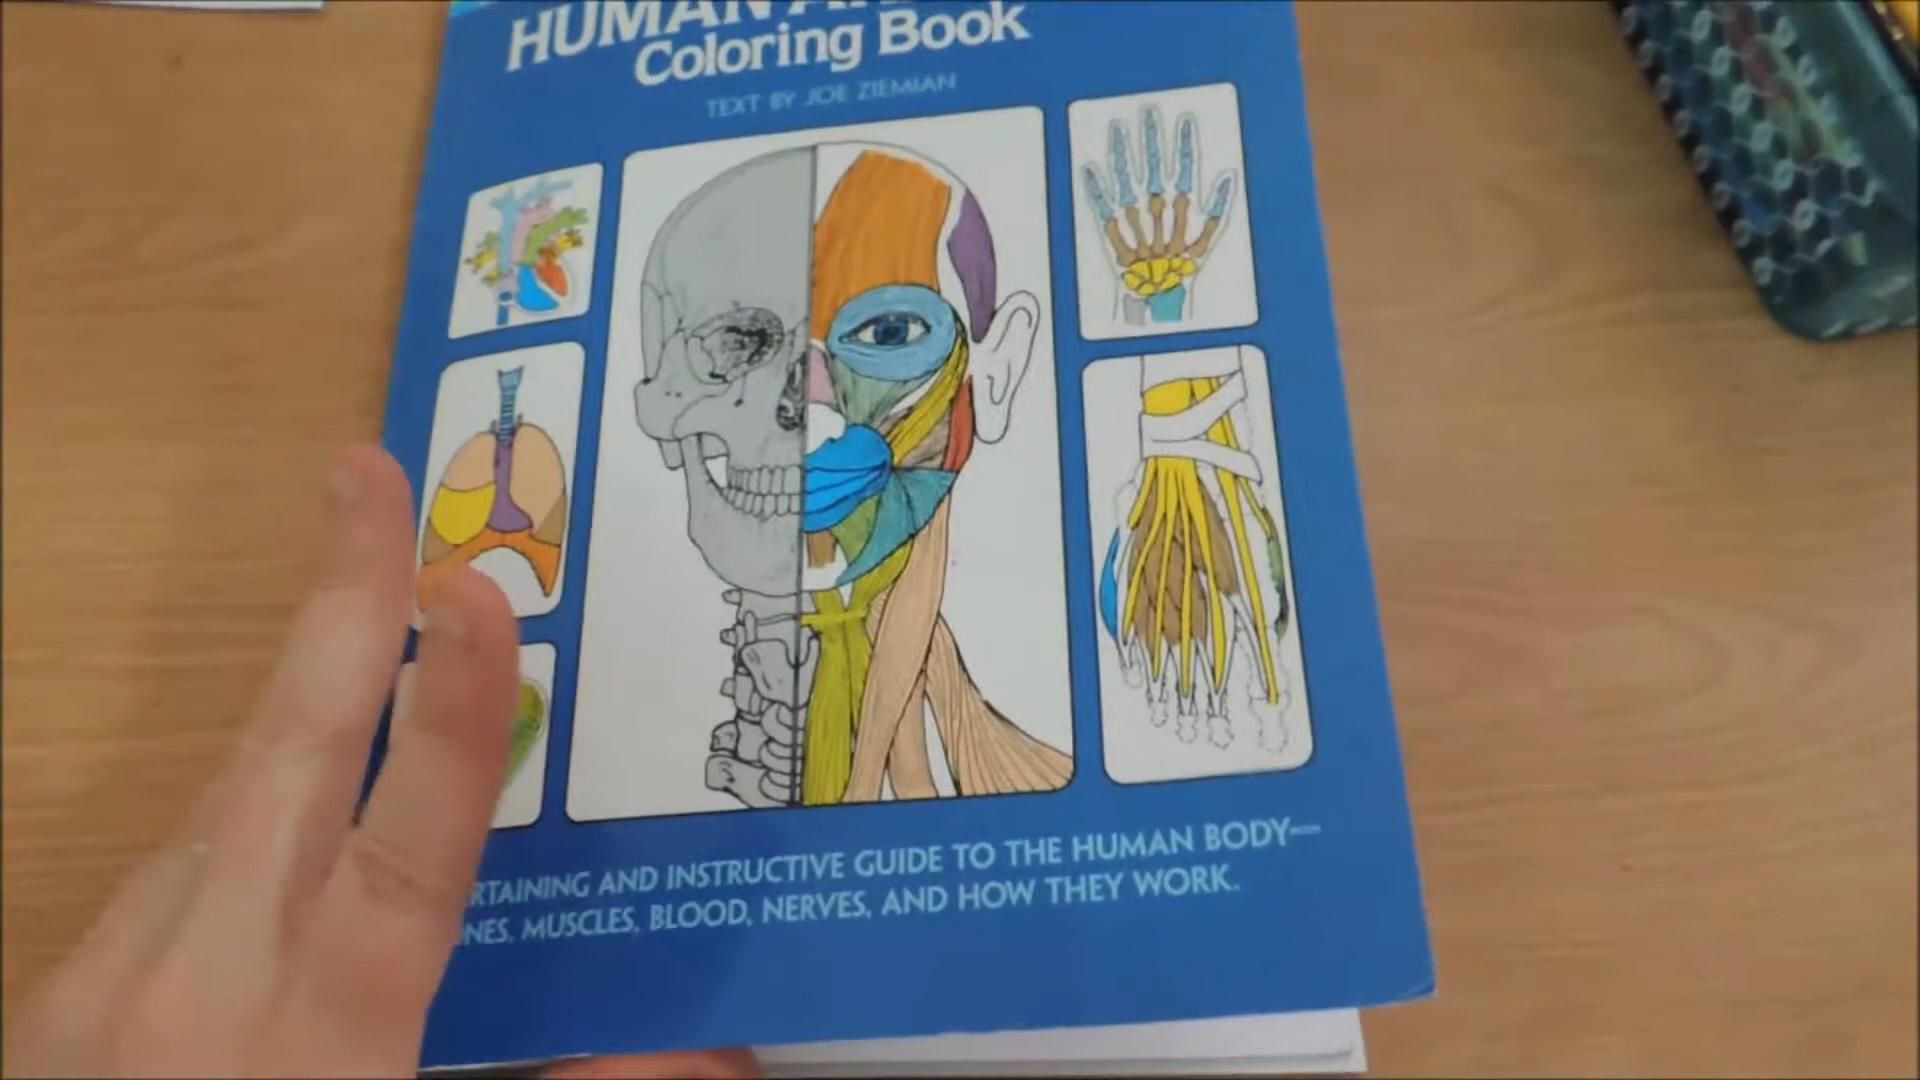 HUMAN
Coloring Book
TEXT BY JOE ZIEMIAN
RTAINING AND INSTRUCTIVE GUIDE TO THE HUMAN BODY—
NES, MUSCLES, BLOOD, NERVES, AND HOW THEY WORK.